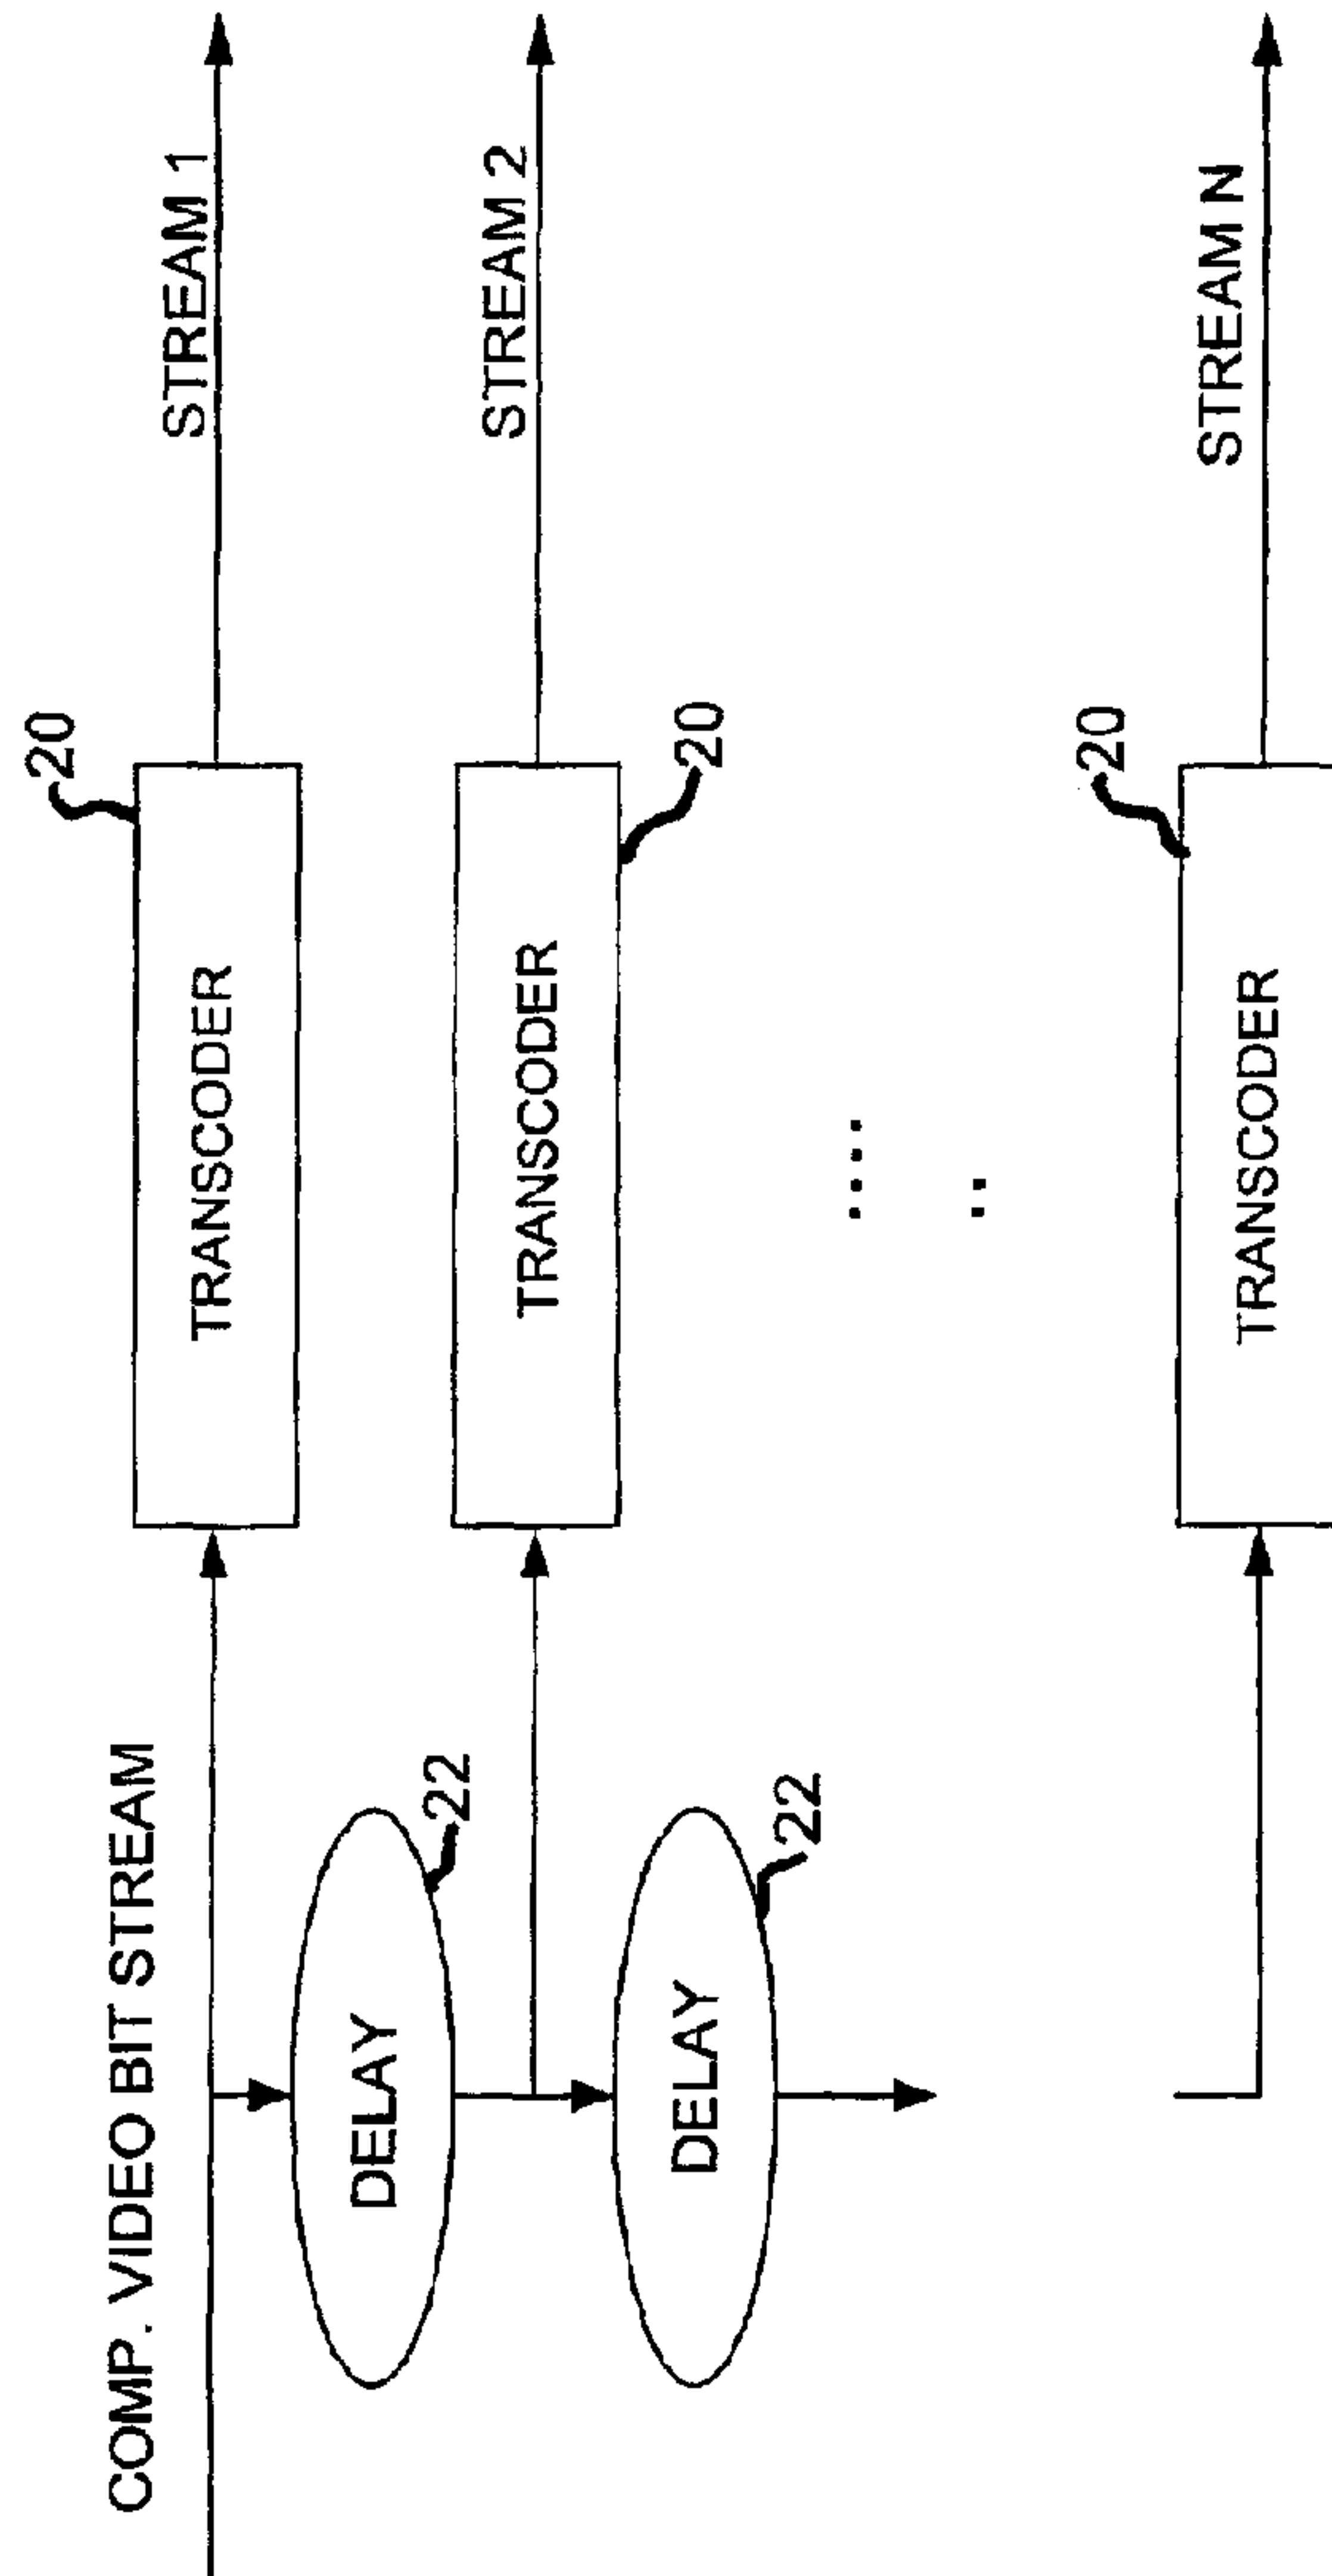 COMP. VIDEO BIT STREAM
20
TRANSCODER
STREAM 1
DELAY
22
TRANSCODER
20
STREAM 2
DELAY
22
.... ..
20
TRANSCODER
STREAM N